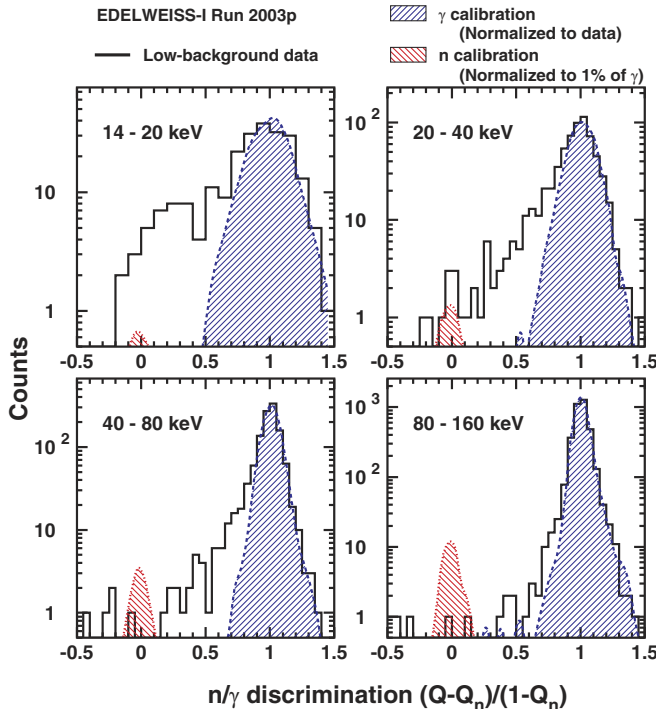 EDELWEISS-I Run 2003p
Low-background data
γ calibration
(Normalized to data)
n calibration
(Normalized to 1% of γ)
14 - 20 keV
10
1
-0.5 0 0.5 1 1.5
20 - 40 keV
10²
10
1
-0.5 0 0.5 1 1.5
40 - 80 keV
10²
10
1
-0.5 0 0.5 1 1.5
80 - 160 keV
10³
10²
10
1
-0.5 0 0.5 1 1.5
Counts
n/γ discrimination (Q-Qₙ)/(1-Qₙ)